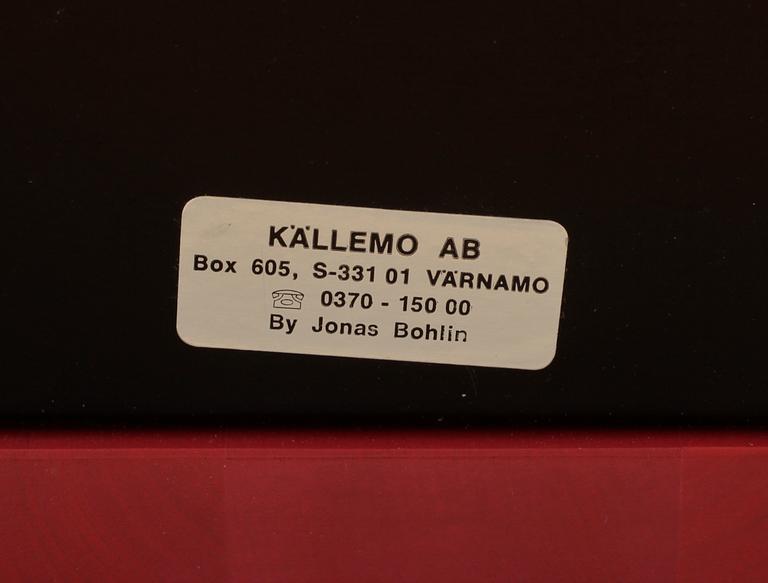 KÄLLEMO AB
Box 605, S-331 01 VÄRNAMO
☎ 0370 - 150 00
By Jonas Bohlin